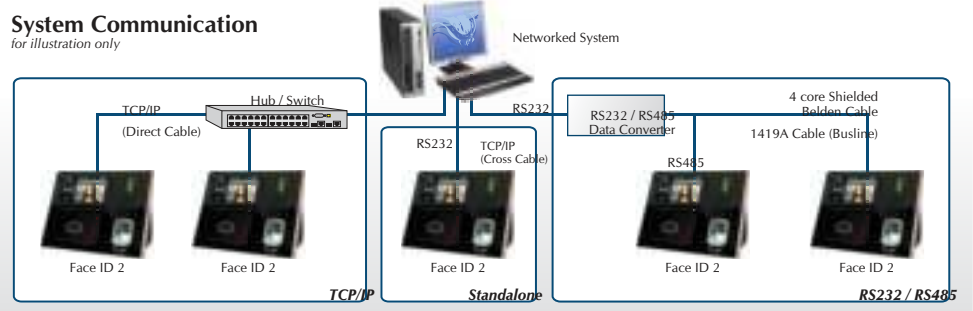 System Communication
for illustration only
Networked System
TCP/IP
(Direct Cable)
Hub / Switch
RS232
TCP/IP
(Cross Cable)
RS232
RS232 / RS485
Data Converter
4 core Shielded
Belden Cable
1419A Cable (Busline)
RS485
Face ID 2
Face ID 2
Face ID 2
Face ID 2
Face ID 2
TCP/IP
Standalone
RS232 / RS485